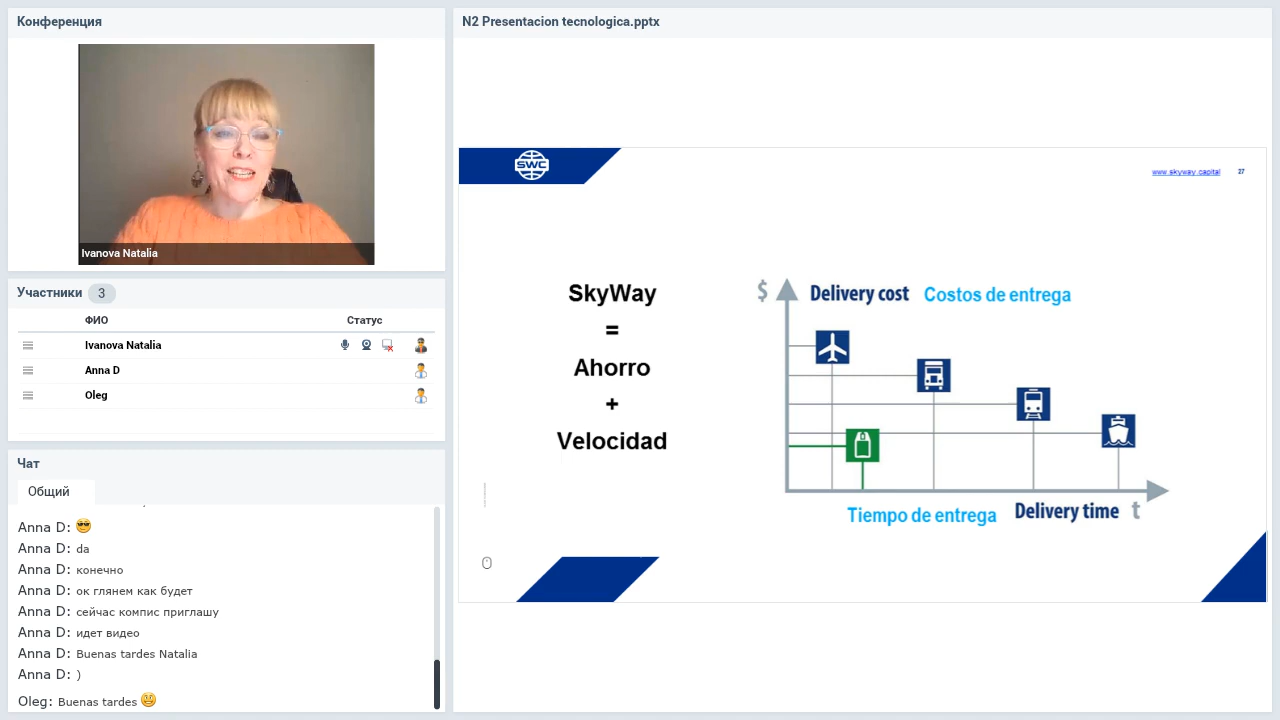 Конференция
Ivanova Natalia
Участники 3
ФИО Статус
Ivanova Natalia
Anna D
Oleg
Чат
Общий
Anna D:
Anna D: da
Anna D: конечно
Anna D: ок глянем как будет
Anna D: сейчас компис приглашу
Anna D: идет видео
Anna D: Buenas tardes Natalia
Anna D: )
Oleg: Buenas tardes
N2 Presentacion tecnologica.pptx
SWC
www.skyway.capital 27
SkyWay
=
Ahorro
+
Velocidad
$ Delivery cost Costos de entrega
Tiempo de entrega Delivery time t